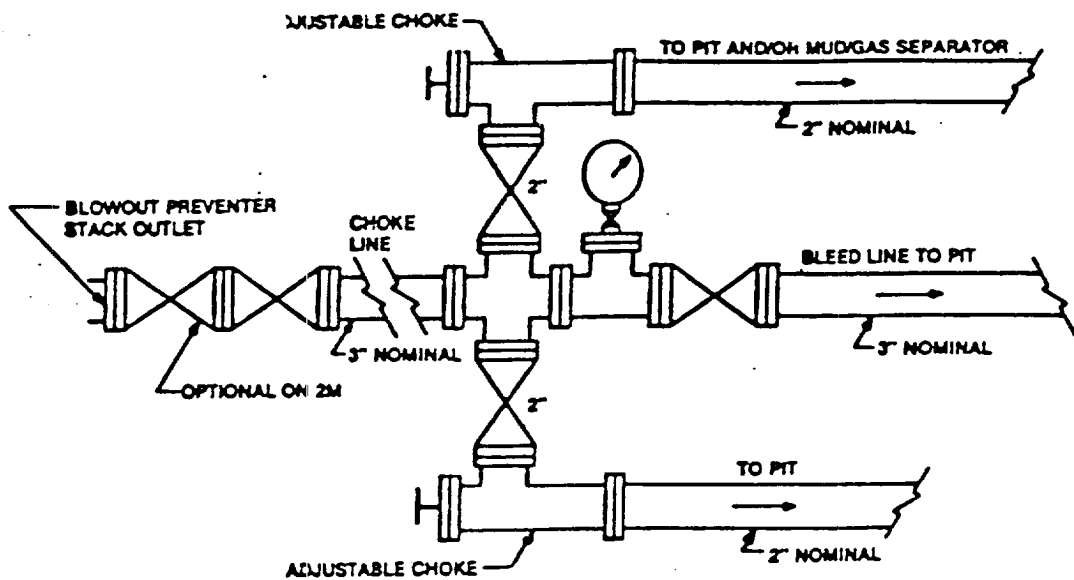 JUSTABLE CHOKE
TO PIT AND/OR MUD/GAS SEPARATOR
2" NOMINAL
2"
BLOWOUT PREVENTER
STACK OUTLET
CHOKE
LINE
BLEED LINE TO PIT
3" NOMINAL
3" NOMINAL
OPTIONAL ON 2M
2"
TO PIT
2" NOMINAL
ADJUSTABLE CHOKE